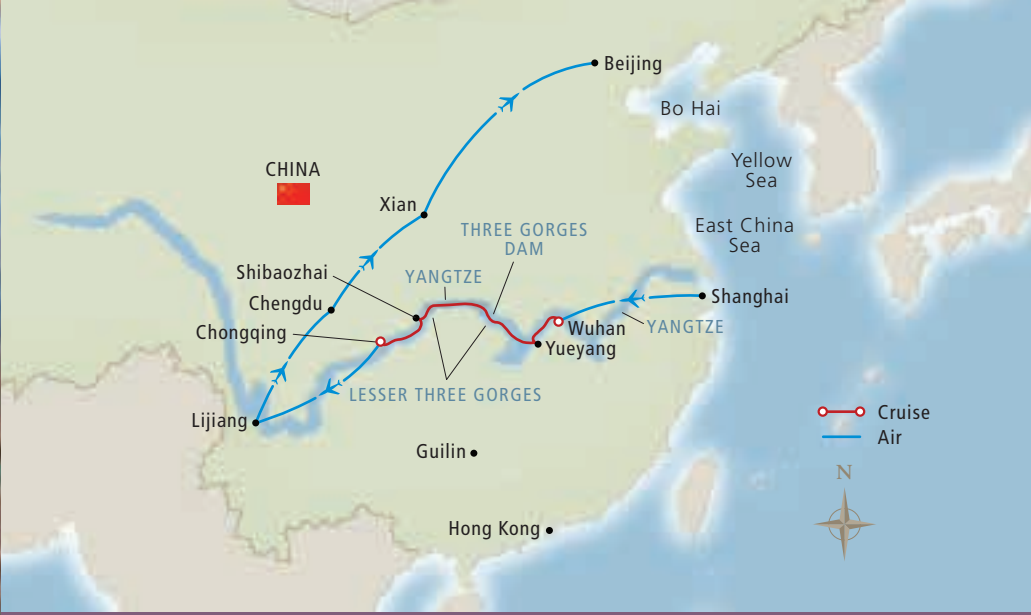 Beijing
Bo Hai
Yellow
Sea
CHINA
Xian
East China
Sea
THREE GORGES
DAM
Shibaozhai
YANGTZE
Chengdu
Shanghai
Chongqing
Wuhan
YANGTZE
Yueyang
LESSER THREE GORGES
Lijiang
Cruise
Air
Guilin
N
Hong Kong